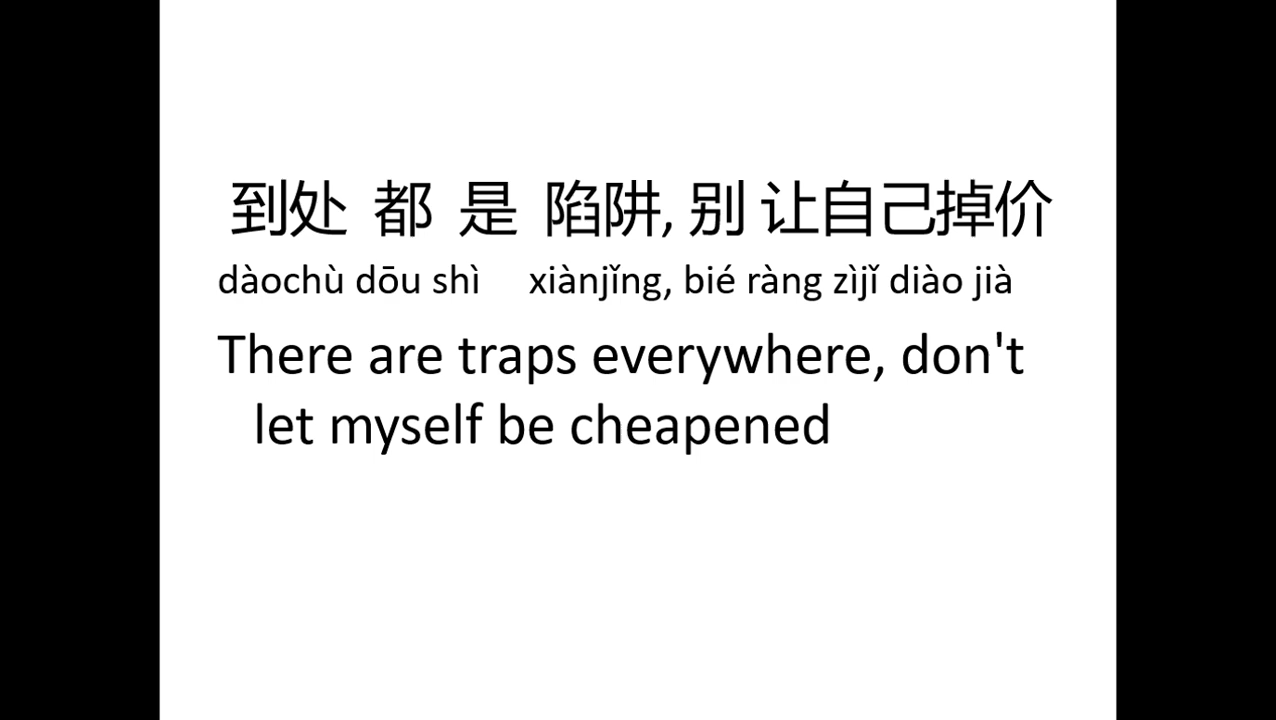 到处 都 是 陷阱, 别 让自己掉价
dàochù dōu shì xiànjǐng, bié ràng zìjǐ diào jià
There are traps everywhere, don't
let myself be cheapened